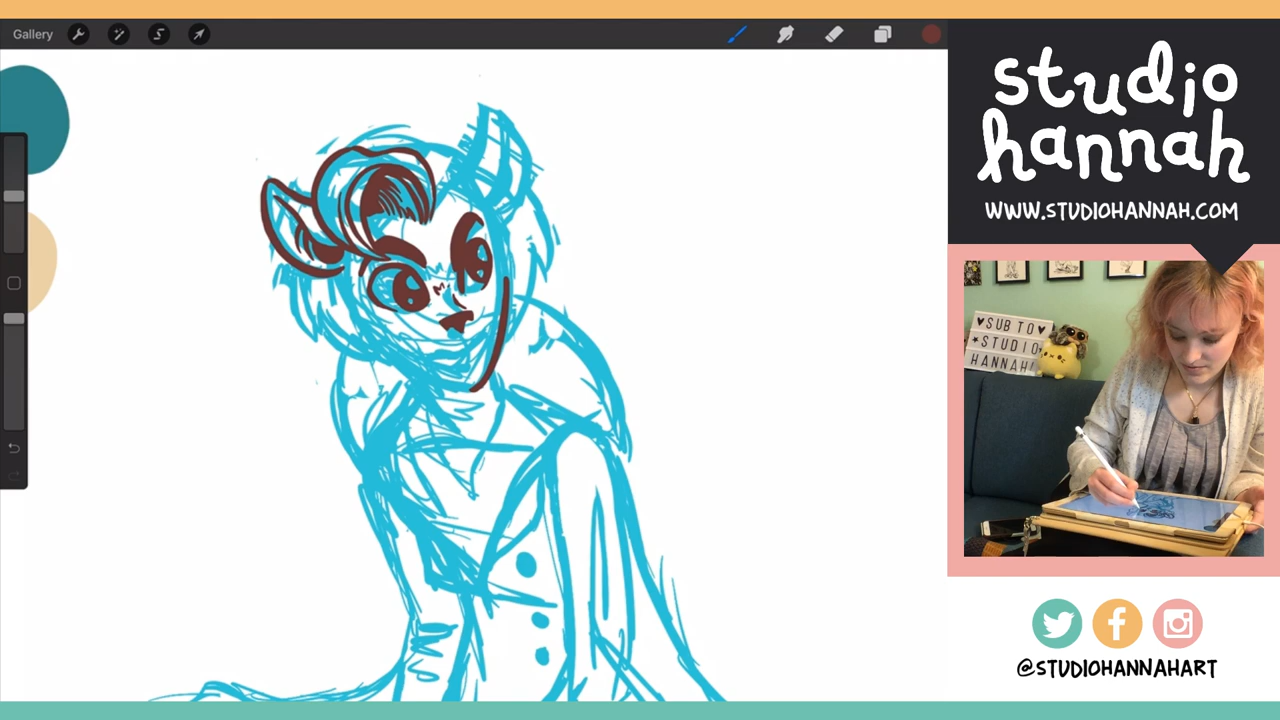 Gallery
studio
hannah
WWW.STUDIOHANNAH.COM
SUB TO
STUDIO
HANNAH!
@STUDIOHANNAHART